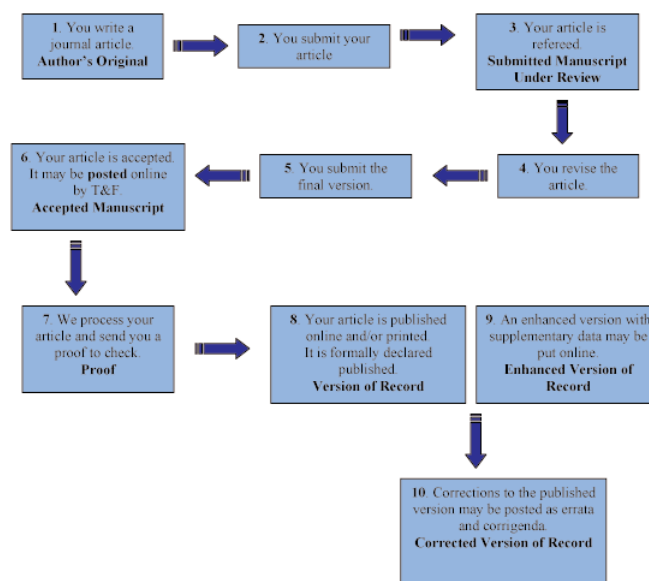 1. You write a
journal article.
Author's Original
2. You submit your
article
3. Your article is
refereed.
Submitted Manuscript
Under Review
6. Your article is accepted.
It may be posted online
by T&F.
Accepted Manuscript
5. You submit the
final version.
4. You revise the
article.
7. We process your
article and send you a
proof to check.
Proof
8. Your article is published
online and/or printed.
It is formally declared
published.
Version of Record
9. An enhanced version with
supplementary data may be
put online.
Enhanced Version of
Record
10. Corrections to the published
version may be posted as errata
and corrigenda.
Corrected Version of Record